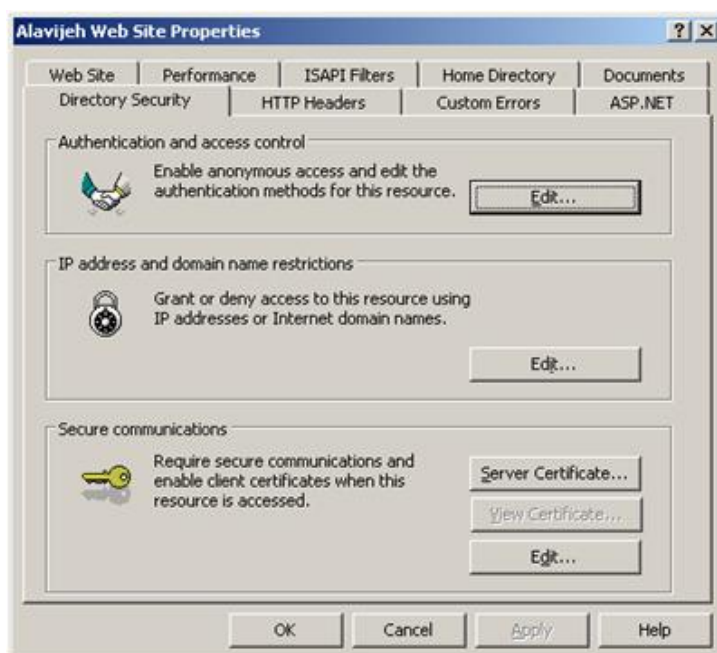 Alavijeh Web Site Properties
Web Site Performance ISAPI Filters Home Directory Documents
Directory Security HTTP Headers Custom Errors ASP.NET
Authentication and access control
Enable anonymous access and edit the
authentication methods for this resource.
Edit...
IP address and domain name restrictions
Grant or deny access to this resource using
IP addresses or Internet domain names.
Edit...
Secure communications
Require secure communications and
enable client certificates when this
resource is accessed.
Server Certificate...
View Certificate...
Edit...
OK Cancel Apply Help